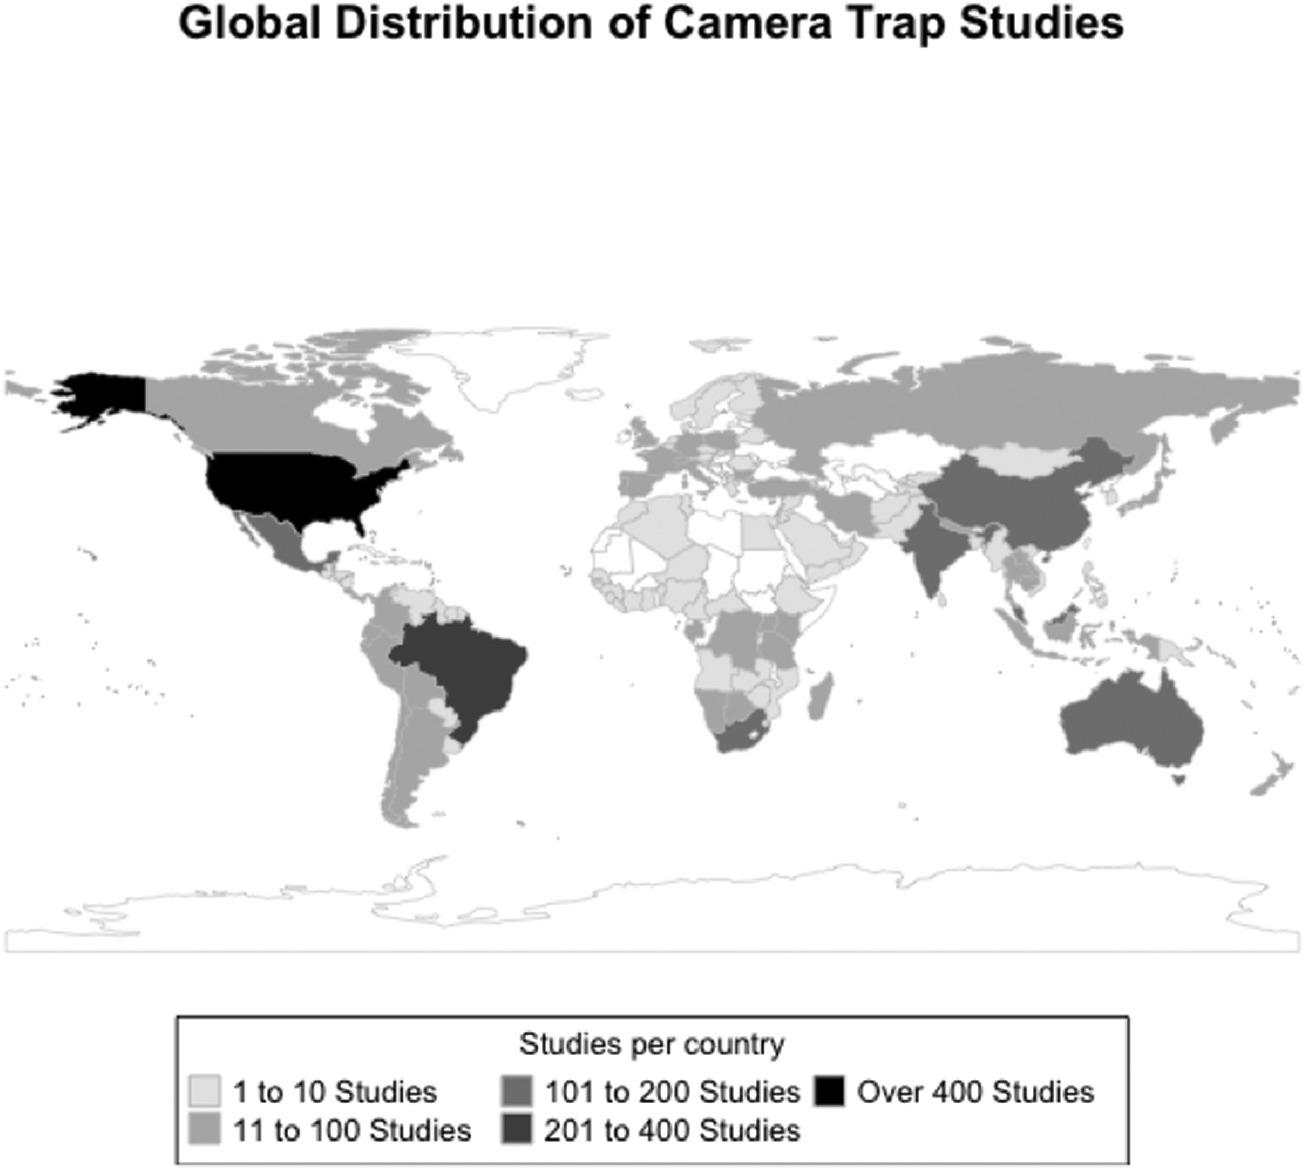 Global Distribution of Camera Trap Studies
Studies per country
1 to 10 Studies
101 to 200 Studies
Over 400 Studies
11 to 100 Studies
201 to 400 Studies